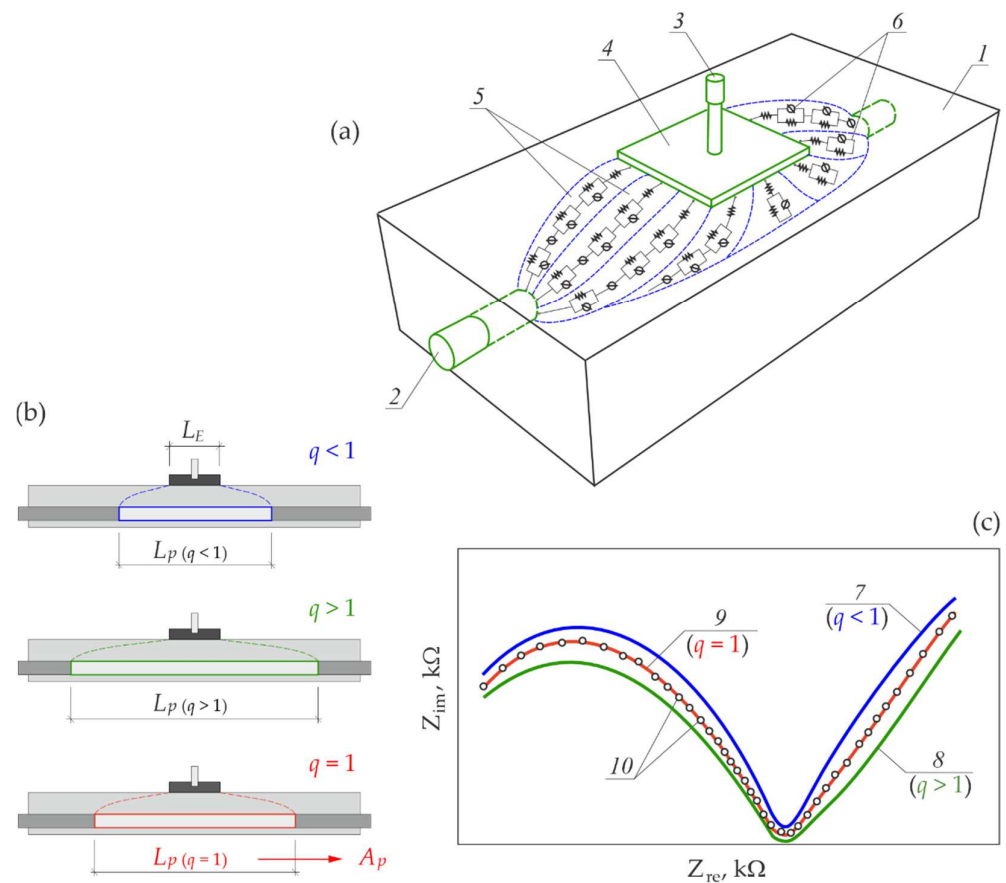 3
6
4
1
5
(a)
2
(b)
L_E
q < 1
L_p (q < 1)
q > 1
L_p (q > 1)
q = 1
L_p (q = 1)
A_p
(c)
7
(q < 1)
9
(q = 1)
10
8
(q > 1)
Z_im, kΩ
Z_re, kΩ